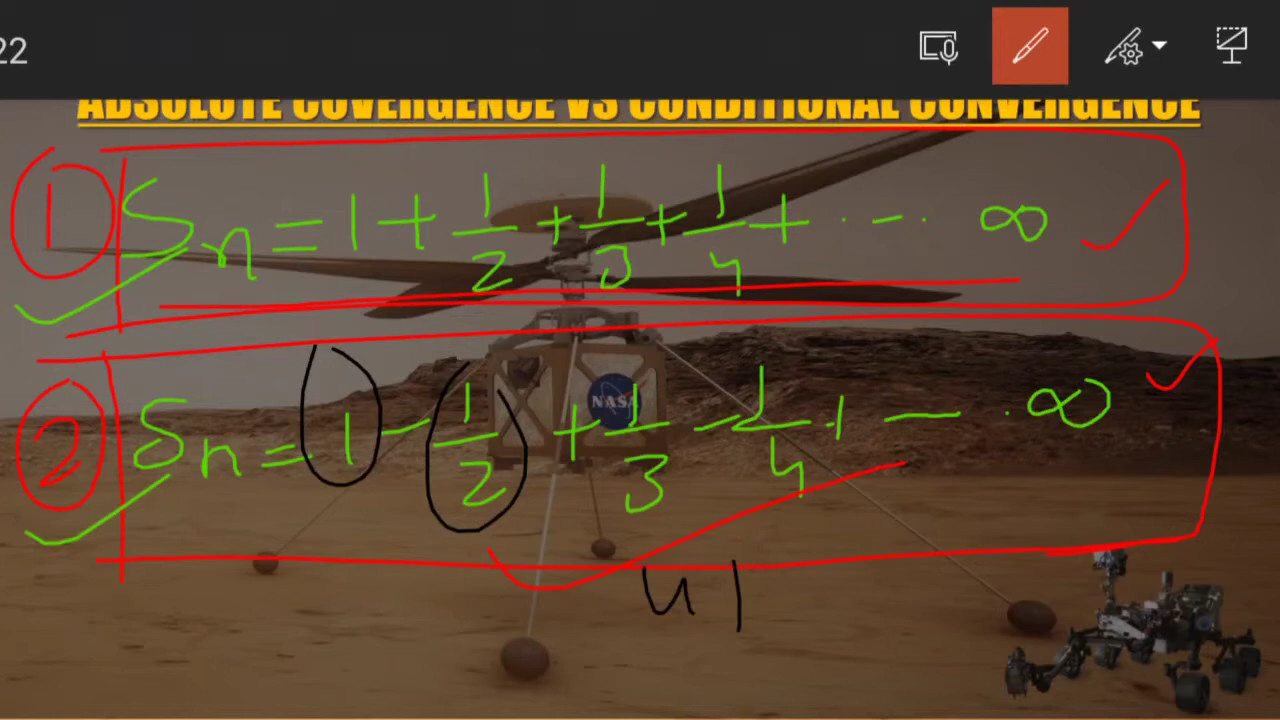 22
ABSOLUTE COVERGENCE VS CONDITIONAL CONVERGENCE
① Sn = 1 + 1/2 + 1/3 + 1/4 + ... ∞
② Sn = 1 - 1/2 + 1/3 - 1/4 + - . ∞
NASA
u1